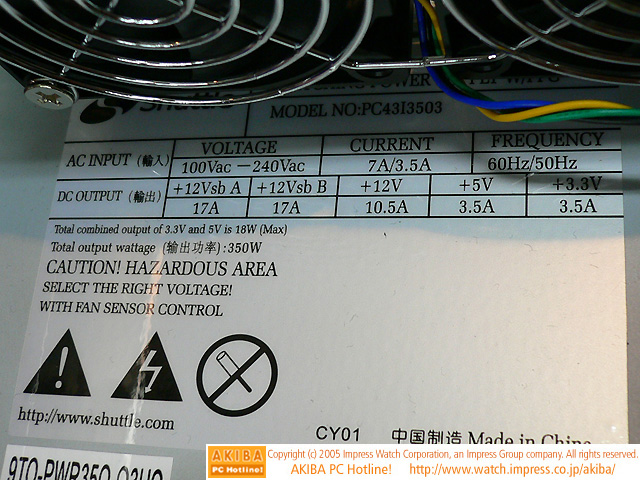 Shuttle
MODEL NO:PC43I3503
VOLTAGE CURRENT FREQUENCY
AC INPUT (輸入) 100Vac－240Vac 7A/3.5A 60Hz/50Hz
DC OUTPUT (輸出) +12Vsb A +12Vsb B +12V +5V +3.3V
17A 17A 10.5A 3.5A 3.5A
Total combined output of 3.3V and 5V is 18W (Max)
Total output wattage (输出功率):350W
CAUTION! HAZARDOUS AREA
SELECT THE RIGHT VOLTAGE!
WITH FAN SENSOR CONTROL
http://www.shuttle.com
CY01 中国制造 Made in China
AKIBA PC Hotline!
Copyright (c) 2005 Impress Watch Corporation, an Impress Group company. All rights reserved.
AKIBA PC Hotline! http://www.watch.impress.co.jp/akiba/